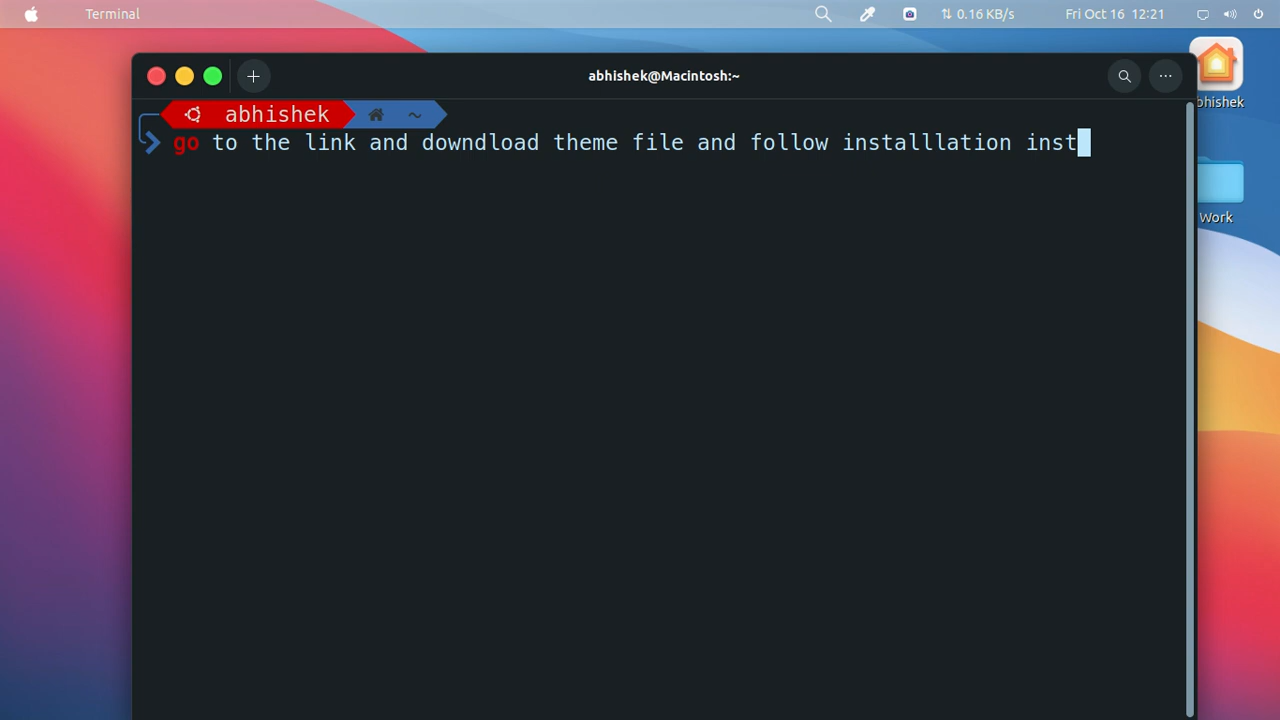 Terminal
0.16 KB/s
Fri Oct 16 12:21
abhishek@Macintosh:~
abhishek ~
go to the link and downdload theme file and follow installlation inst
bhishek
Work